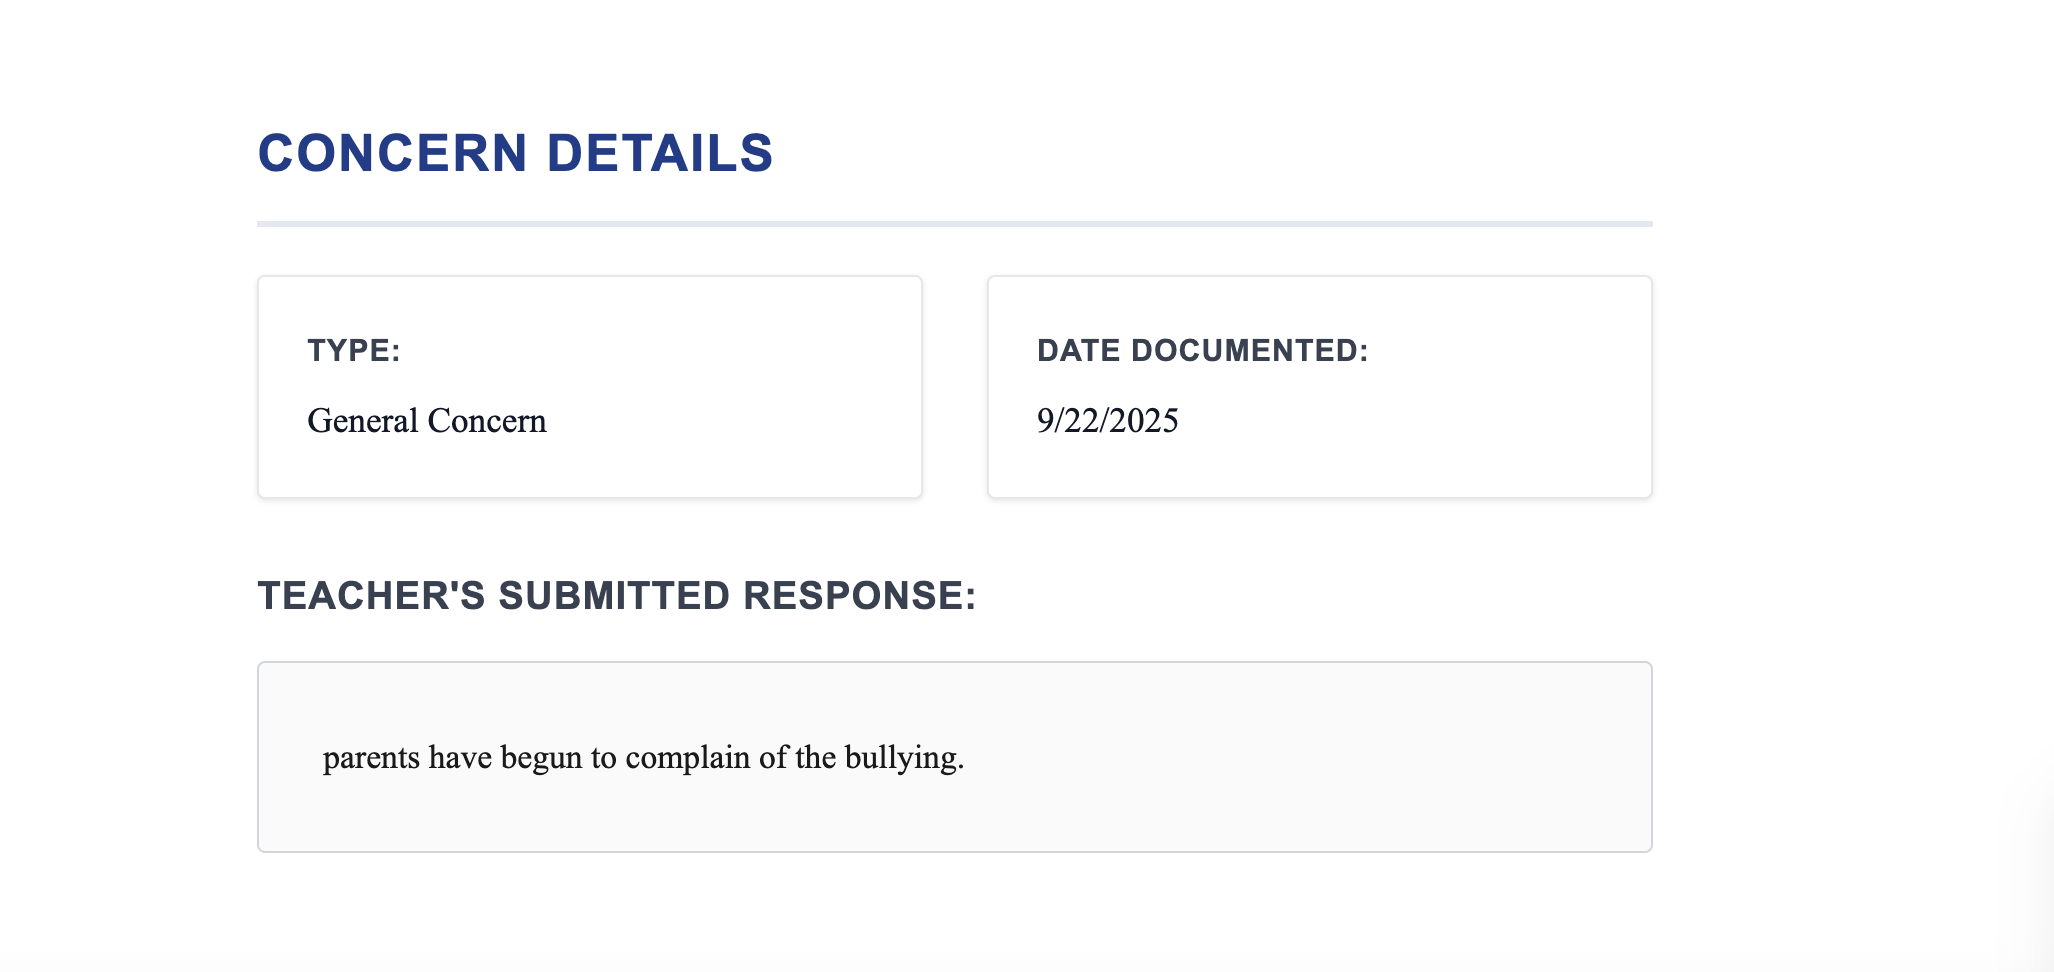 CONCERN DETAILS
TYPE:
General Concern
DATE DOCUMENTED:
9/22/2025
TEACHER'S SUBMITTED RESPONSE:
parents have begun to complain of the bullying.